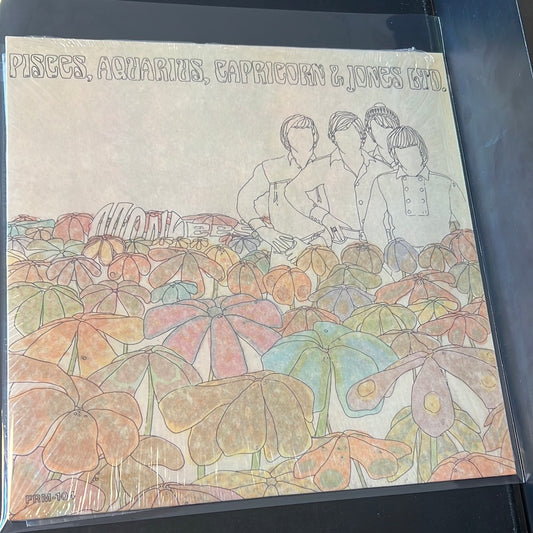 PISCES, AQUARIUS, CAPRICORN & JONES LTD.
MONKEES